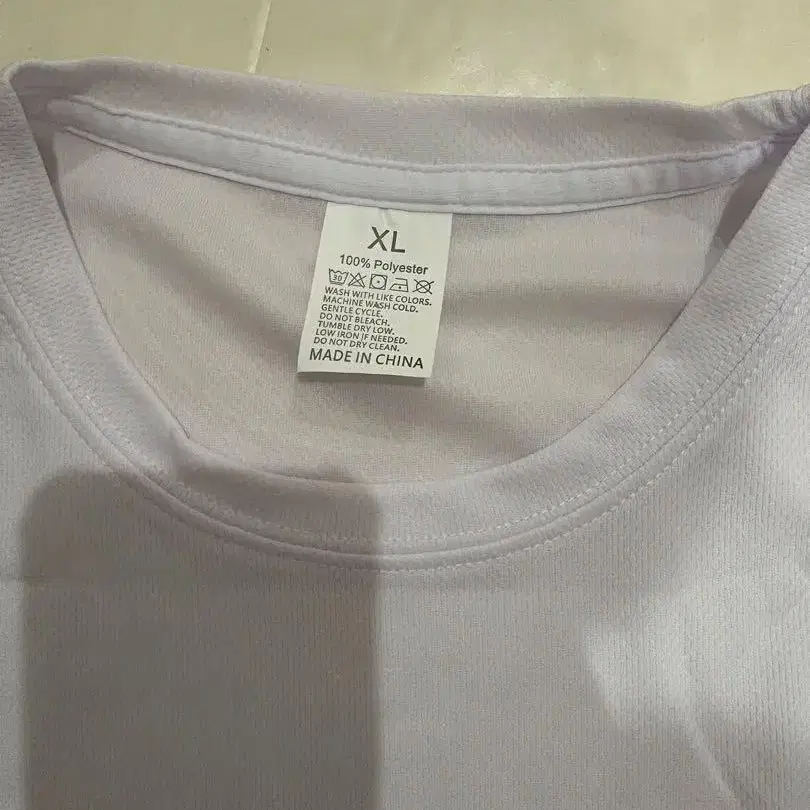 XL
100% Polyester
30
WASH WITH LIKE COLORS.
MACHINE WASH COLD.
GENTLE CYCLE.
DO NOT BLEACH.
TUMBLE DRY LOW.
LOW IRON IF NEEDED.
DO NOT DRY CLEAN.
MADE IN CHINA